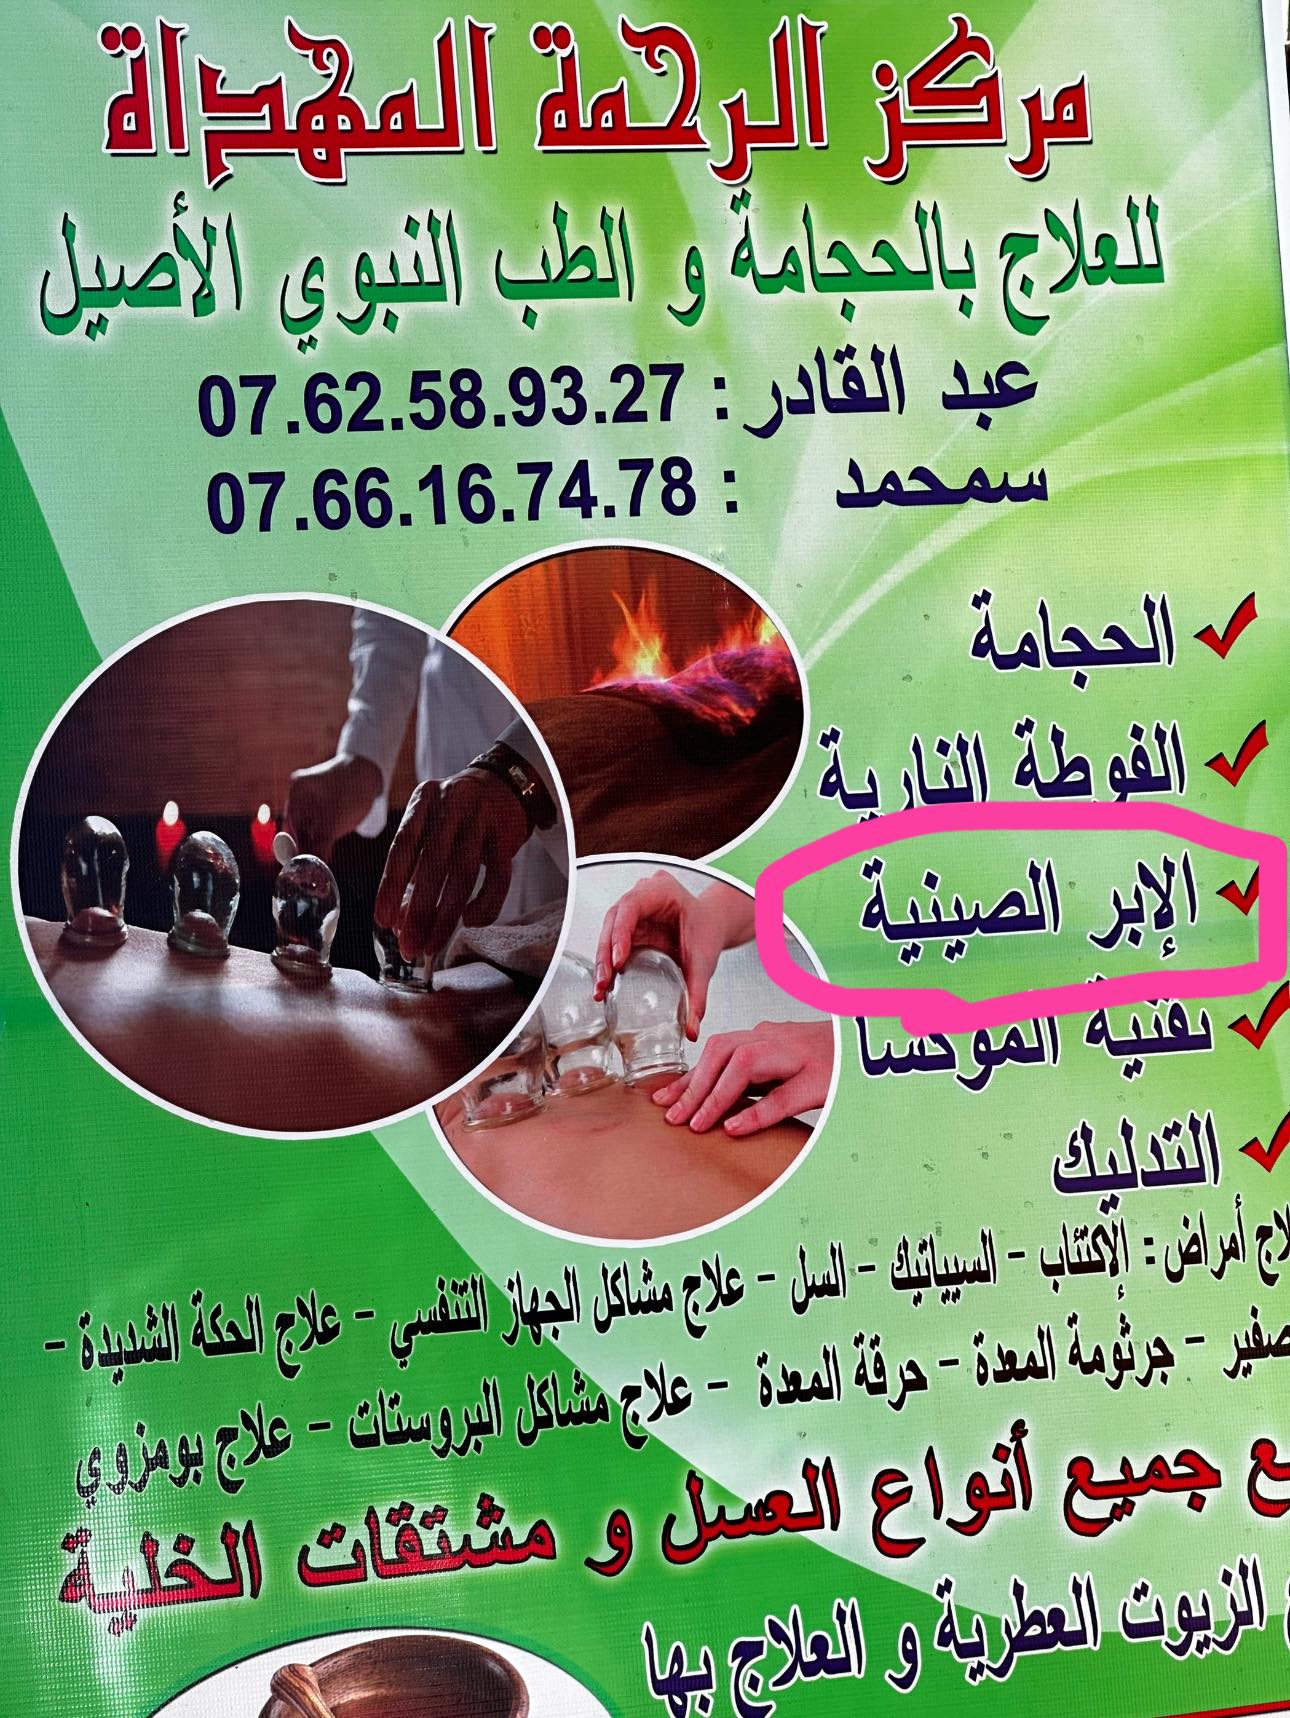 مركز الرحمة المهداة
للعلاج بالحجامة و الطب النبوي الأصيل
عبد القادر : 07.62.58.93.27
سمحمد : 07.66.16.74.78
الحجامة
الفوطة النارية
الإبر الصينية
تقنية الموكسا
التدليك
أمراض : الإكتئاب - السيياتيك - السل - علاج مشاكل الجهاز التنفسي - علاج الحكة الشديدة -
- جرثومة المعدة - حرقة المعدة - علاج مشاكل البروستات - علاج بومزوي
جميع أنواع العسل و مشتقات الخلية
الزيوت العطرية و العلاج بها